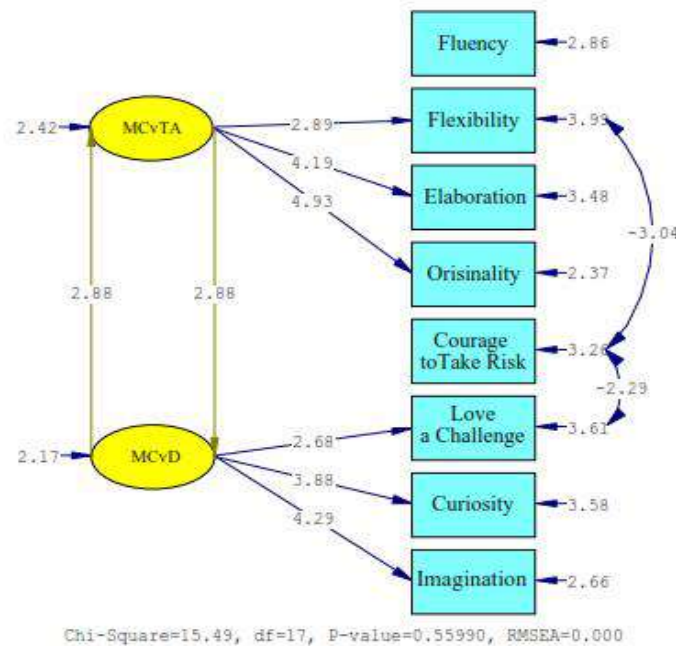 Fluency
2.86
2.42
MCvTA
2.89
Flexibility
3.99
4.19
Elaboration
3.48
4.93
-3.04
Orisinality
2.37
2.88
2.88
Courage
toTake Risk
3.26
-2.29
Love
a Challenge
3.61
2.17
MCvD
2.68
3.88
Curiosity
3.58
4.29
Imagination
2.66
Chi-Square=15.49, df=17, P-value=0.55990, RMSEA=0.000